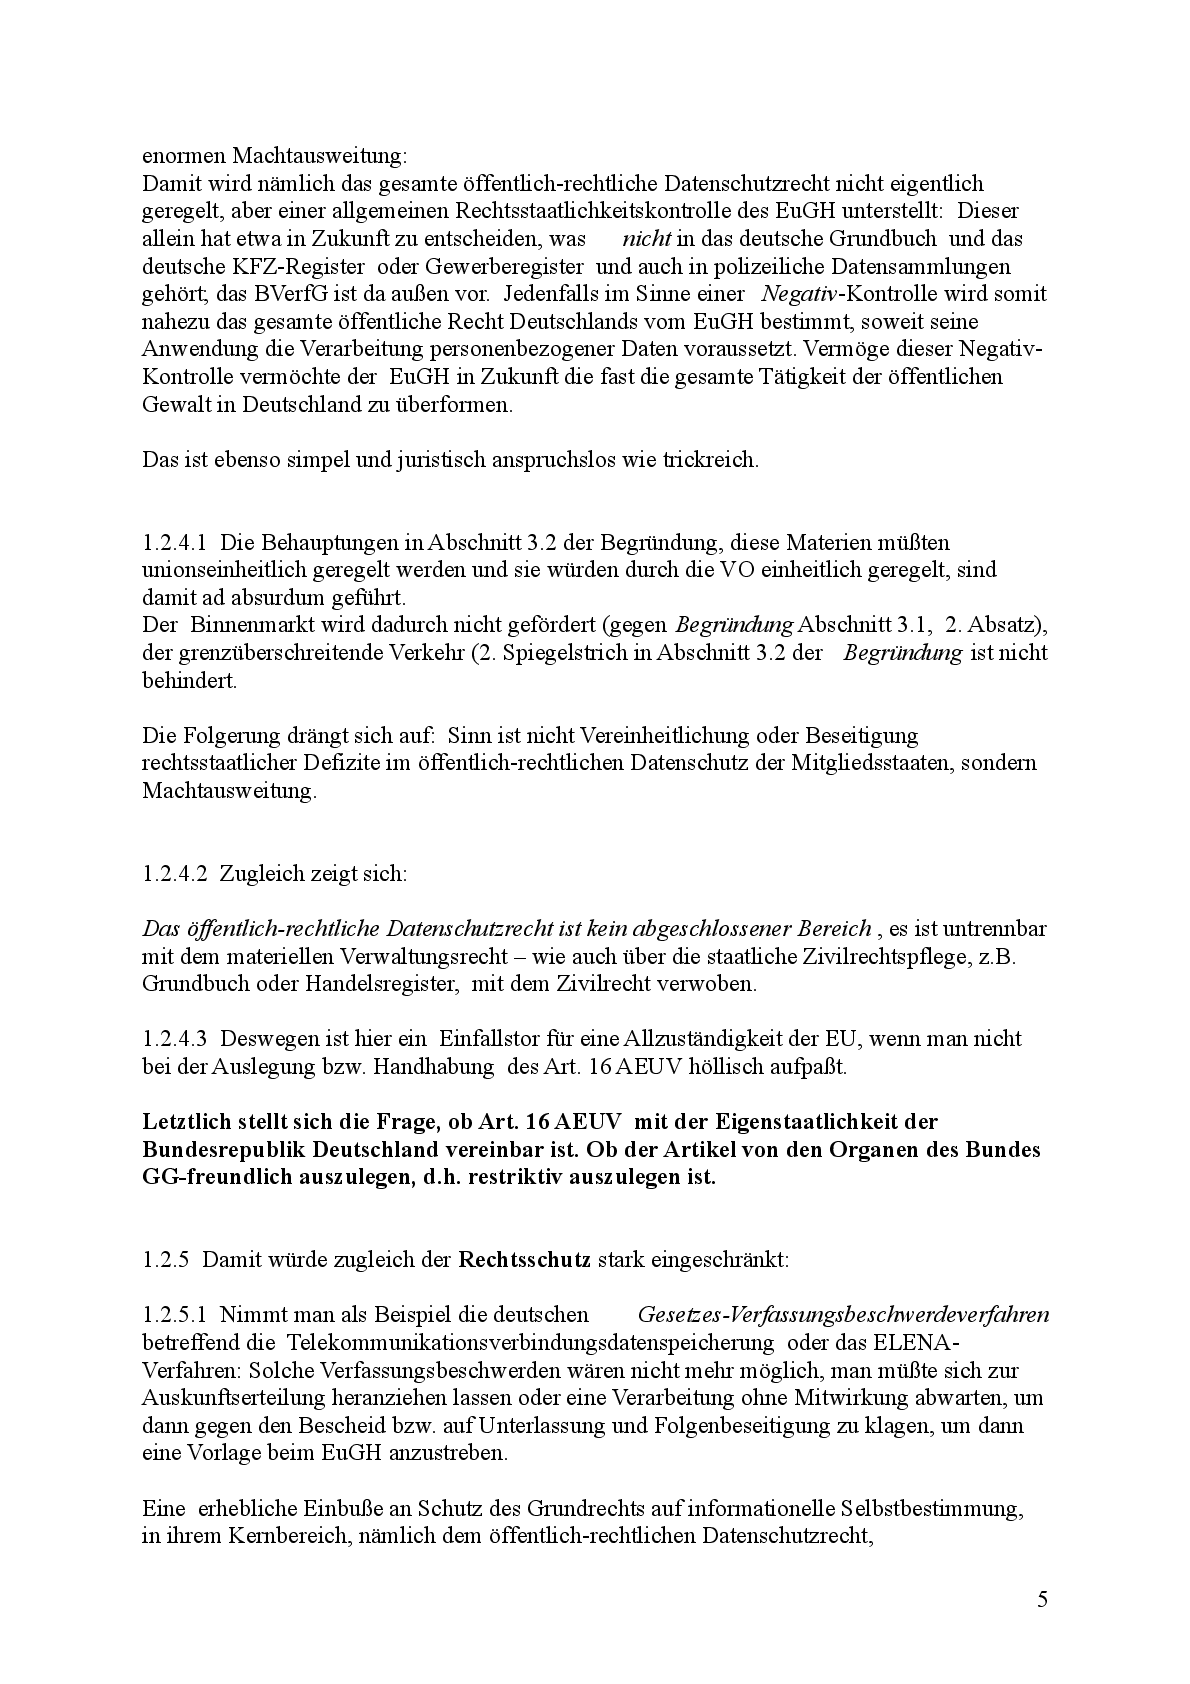 enormen Machtausweitung:
Damit wird nämlich das gesamte öffentlich-rechtliche Datenschutzrecht nicht eigentlich
geregelt, aber einer allgemeinen Rechtsstaatlichkeitskontrolle des EuGH unterstellt:  Dieser
allein hat etwa in Zukunft zu entscheiden, was nicht in das deutsche Grundbuch  und das
deutsche KFZ-Register  oder Gewerberegister  und auch in polizeiliche Datensammlungen
gehört; das BVerfG ist da außen vor.  Jedenfalls im Sinne einer Negativ-Kontrolle wird somit
nahezu das gesamte öffentliche Recht Deutschlands vom EuGH bestimmt, soweit seine
Anwendung die Verarbeitung personenbezogener Daten voraussetzt. Vermöge dieser Negativ-
Kontrolle vermöchte der  EuGH in Zukunft die fast die gesamte Tätigkeit der öffentlichen
Gewalt in Deutschland zu überformen.
Das ist ebenso simpel und juristisch anspruchslos wie trickreich.
1.2.4.1  Die Behauptungen in Abschnitt 3.2 der Begründung, diese Materien müßten
unionseinheitlich geregelt werden und sie würden durch die VO einheitlich geregelt, sind
damit ad absurdum geführt.
Der  Binnenmarkt wird dadurch nicht gefördert (gegen Begründung Abschnitt 3.1,  2. Absatz),
der grenzüberschreitende Verkehr (2. Spiegelstrich in Abschnitt 3.2 der Begründung ist nicht
behindert.
Die Folgerung drängt sich auf:  Sinn ist nicht Vereinheitlichung oder Beseitigung
rechtsstaatlicher Defizite im öffentlich-rechtlichen Datenschutz der Mitgliedsstaaten, sondern
Machtausweitung.
1.2.4.2  Zugleich zeigt sich:
Das öffentlich-rechtliche Datenschutzrecht ist kein abgeschlossener Bereich , es ist untrennbar
mit dem materiellen Verwaltungsrecht – wie auch über die staatliche Zivilrechtspflege, z.B.
Grundbuch oder Handelsregister,  mit dem Zivilrecht verwoben.
1.2.4.3  Deswegen ist hier ein  Einfallstor für eine Allzuständigkeit der EU, wenn man nicht
bei der Auslegung bzw. Handhabung  des Art. 16 AEUV höllisch aufpaßt.
Letztlich stellt sich die Frage, ob Art. 16 AEUV  mit der Eigenstaatlichkeit der
Bundesrepublik Deutschland vereinbar ist. Ob der Artikel von den Organen des Bundes
GG-freundlich auszulegen, d.h. restriktiv auszulegen ist.
1.2.5  Damit würde zugleich der Rechtsschutz stark eingeschränkt:
1.2.5.1  Nimmt man als Beispiel die deutschen Gesetzes-Verfassungsbeschwerdeverfahren
betreffend die  Telekommunikationsverbindungsdatenspeicherung  oder das ELENA-
Verfahren: Solche Verfassungsbeschwerden wären nicht mehr möglich, man müßte sich zur
Auskunftserteilung heranziehen lassen oder eine Verarbeitung ohne Mitwirkung abwarten, um
dann gegen den Bescheid bzw. auf Unterlassung und Folgenbeseitigung zu klagen, um dann
eine Vorlage beim EuGH anzustreben.
Eine  erhebliche Einbuße an Schutz des Grundrechts auf informationelle Selbstbestimmung,
in ihrem Kernbereich, nämlich dem öffentlich-rechtlichen Datenschutzrecht,
5